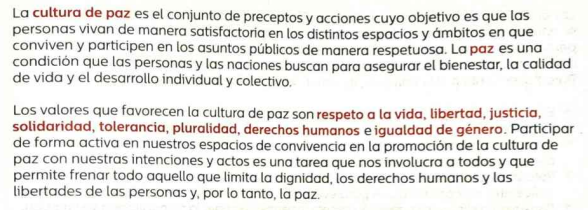 La cultura de paz es el conjunto de preceptos y acciones cuyo objetivo es que las
personas vivan de manera satisfactoria en los distintos espacios y ámbitos en que
conviven y participen en los asuntos públicos de manera respetuosa. La paz es una
condición que las personas y las naciones buscan para asegurar el bienestar, la calidad
de vida y el desarrollo individual y colectivo.
Los valores que favorecen la cultura de paz son respeto a la vida, libertad, justicia,
solidaridad, tolerancia, pluralidad, derechos humanos e igualdad de género. Participar
de forma activa en nuestros espacios de convivencia en la promoción de la cultura de
paz con nuestras intenciones y actos es una tarea que nos involucra a todos y que
permite frenar todo aquello que limita la dignidad, los derechos humanos y las
libertades de las personas y, por lo tanto, la paz.